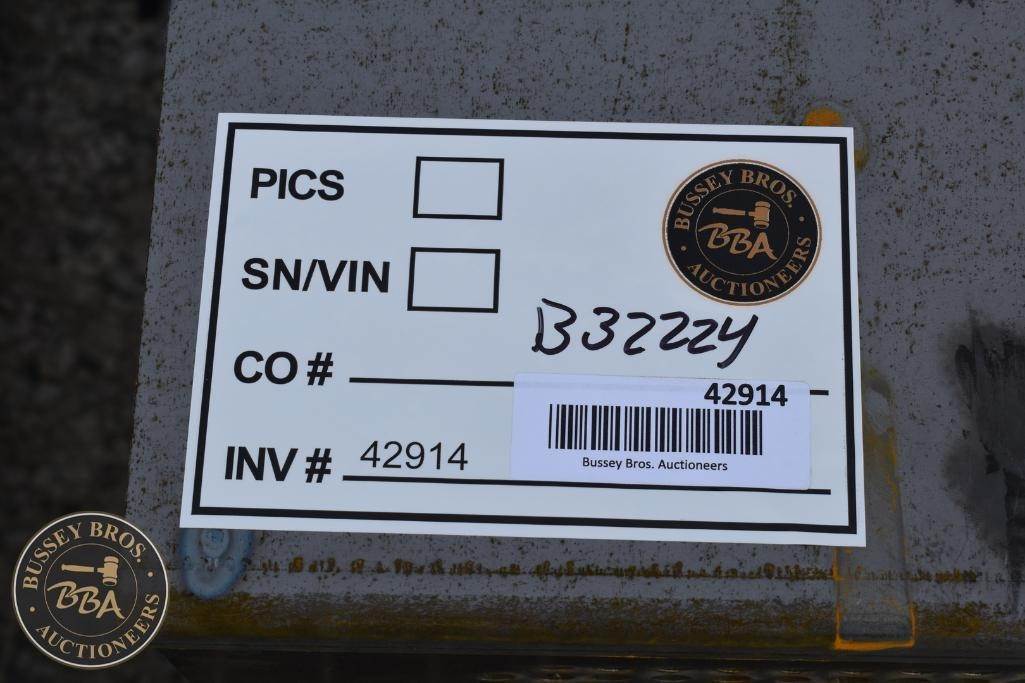 PICS
BUSSEY BROS.
BBA
AUCTIONEERS
SN/VIN
B32224
CO #
42914
Bussey Bros. Auctioneers
INV # 42914
BUSSEY BROS.
BBA
AUCTIONEERS